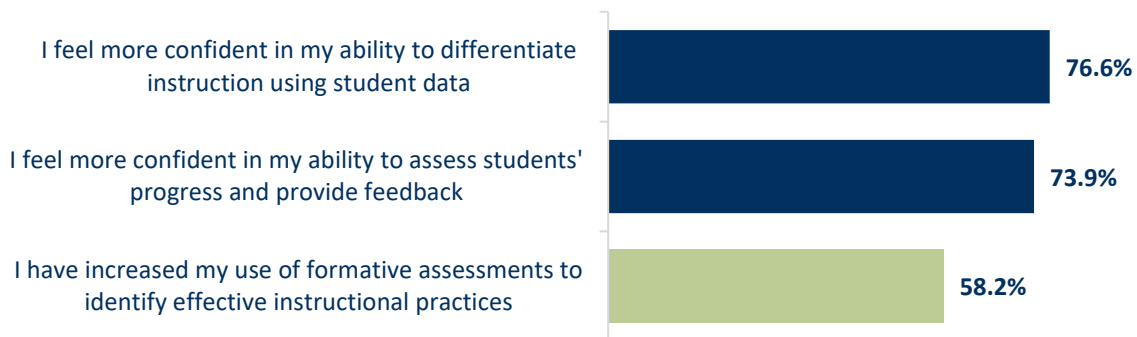 I feel more confident in my ability to differentiate
instruction using student data
76.6%
I feel more confident in my ability to assess students'
progress and provide feedback
73.9%
I have increased my use of formative assessments to
identify effective instructional practices
58.2%